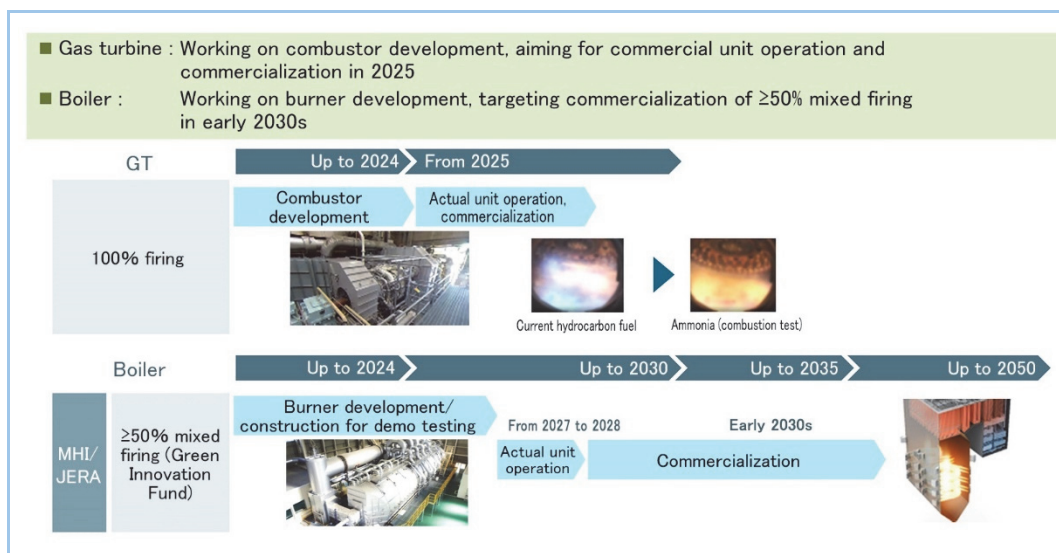 ■ Gas turbine : Working on combustor development, aiming for commercial unit operation and
commercialization in 2025
■ Boiler : Working on burner development, targeting commercialization of ≥50% mixed firing
in early 2030s
GT
Up to 2024
From 2025
100% firing
Combustor
development
Actual unit operation,
commercialization
Current hydrocarbon fuel
Ammonia (combustion test)
Boiler
Up to 2024
Up to 2030
Up to 2035
Up to 2050
MHI/
JERA
≥50% mixed
firing (Green
Innovation
Fund)
Burner development/
construction for demo testing
From 2027 to 2028
Actual unit
operation
Early 2030s
Commercialization